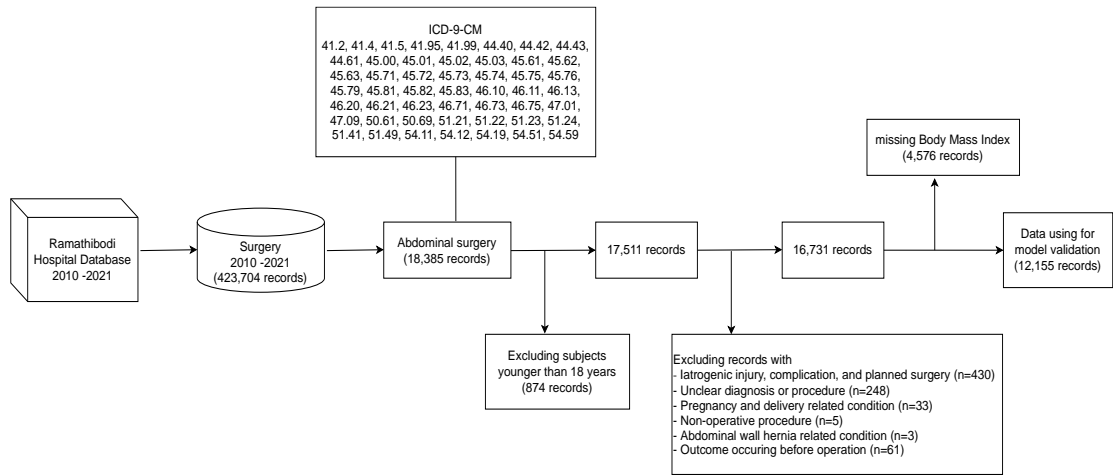 ICD-9-CM
41.2, 41.4, 41.5, 41.95, 41.99, 44.40, 44.42, 44.43,
44.61, 45.00, 45.01, 45.02, 45.03, 45.61, 45.62,
45.63, 45.71, 45.72, 45.73, 45.74, 45.75, 45.76,
45.79, 45.81, 45.82, 45.83, 46.10, 46.11, 46.13,
46.20, 46.21, 46.23, 46.71, 46.73, 46.75, 47.01,
47.09, 50.61, 50.69, 51.21, 51.22, 51.23, 51.24,
51.41, 51.49, 54.11, 54.12, 54.19, 54.51, 54.59
missing Body Mass Index
(4,576 records)
Ramathibodi
Hospital Database
2010 -2021
Surgery
2010 -2021
(423,704 records)
Abdominal surgery
(18,385 records)
17,511 records
16,731 records
Data using for
model validation
(12,155 records)
Excluding subjects
younger than 18 years
(874 records)
Excluding records with
- Iatrogenic injury, complication, and planned surgery (n=430)
- Unclear diagnosis or procedure (n=248)
- Pregnancy and delivery related condition (n=33)
- Non-operative procedure (n=5)
- Abdominal wall hernia related condition (n=3)
- Outcome occuring before operation (n=61)